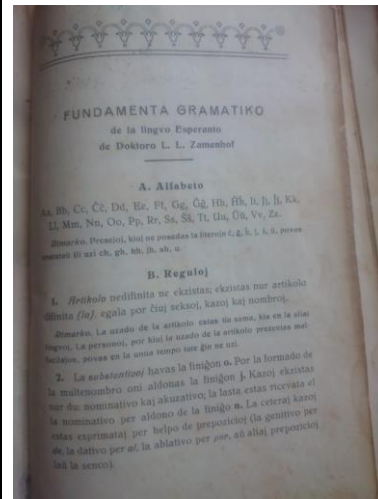 FUNDAMENTA GRAMATIKO
de la lingvo Esperanto
de Doktoro L. L. Zamenhof
A. Alfabeto
Aa, Bb, Cc, Ĉĉ, Dd, Ee, Ff, Gg, Ĝĝ, Hh, Ĥĥ, Ii, Jj, Ĵĵ, Kk,
Ll, Mm, Nn, Oo, Pp, Rr, Ss, Ŝŝ, Tt, Uu, Ŭŭ, Vv, Zz.
Rimarko. Presejoj, kiuj ne posedas la literojn ĉ, ĝ, ĥ, ĵ, ŝ, ŭ, povas
ili uzi ch, gh, hh, jh, sh, u.
B. Reguloj
1. Artikolo nedifinita ne ekzistas; ekzistas nur artikolo
difinita (la), egala por ĉiuj seksoj, kazoj kaj nombroj.
Rimarko. La uzado de la artikolo estas tia sama, kia en la aliaj
lingvoj. La personoj, por kiuj la uzado de la artikolo prezentas mal-
facilaĵon, povas en la unua tempo tute ĝin ne uzi.
2. La substantivoj havas la finiĝon o. Por la formado de
la multenombro oni aldonas la finiĝon j. Kazoj ekzistas
nur du: nominativo kaj akuzativo; la lasta estas ricevata el
la nominativo per aldono de la finiĝo n. La ceteraj kazoj
estas esprimataj per helpo de prepozicioj (la genitivo per
de, la dativo per al, la ablativo per per, aŭ aliaj prepozicioj
laŭ la senco).